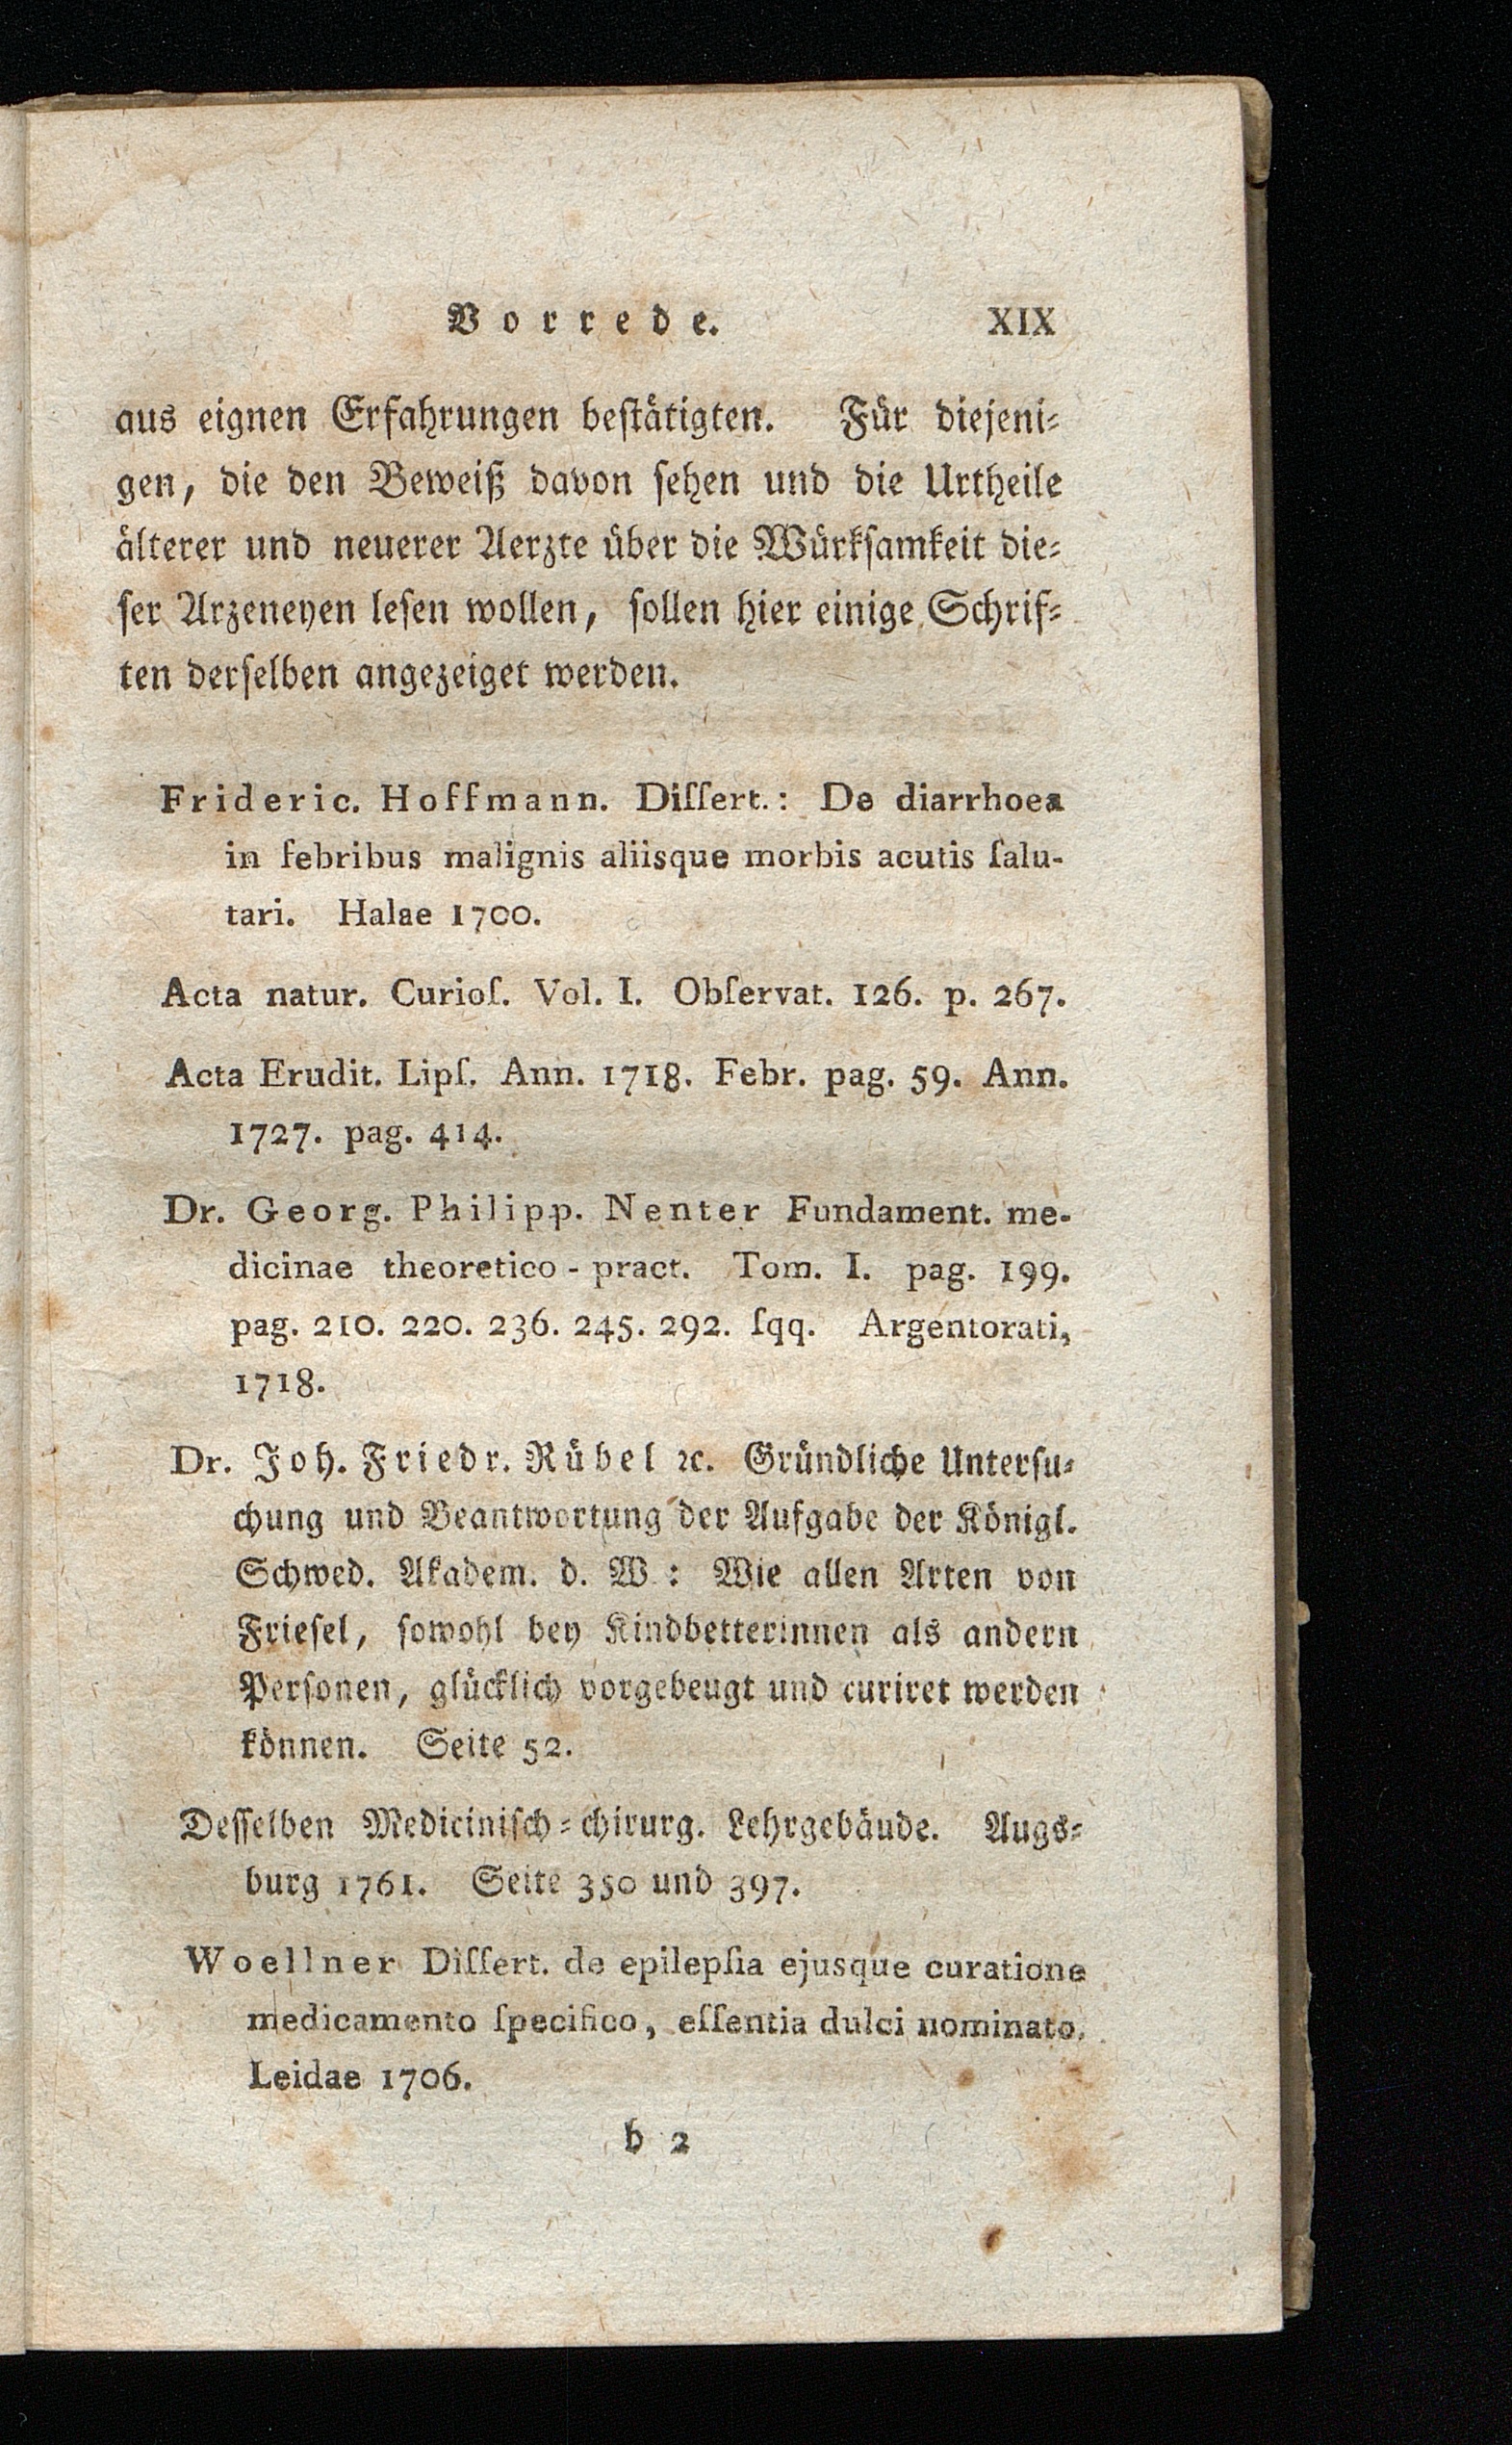 Vorrede. XIX
aus eignen Erfahrungen beſtätigten. Für diejeni⸗
gen, die den Beweiß davon ſehen und die Urtheile
älterer und neuerer Aerzte über die Würkſamkeit die⸗
ſer Arzeneyen leſen wollen, ſollen hier einige Schrif⸗
ten derſelben angezeiget werden.
Frideric. Hoffmann. Diſſert.: De diarrhoea
in febribus malignis aliisque morbis acutis ſalu-
tari. Halae 1700.
Acta natur. Curioſ. Vol. I. Obſervat. 126. p. 267.
Acta Erudit. Lipſ. Ann. 1718. Febr. pag. 59. Ann.
1727. pag. 414.
Dr. Georg. Philipp. Nenter Fundament. me-
dicinae theoretico - pract. Tom. I. pag. 199.
pag. 210. 220. 236. 245. 292. ſqq. Argentorati,
1718.
Dr. Joh. Friedr. Rübel ꝛc. Gründliche Unterſu⸗
chung und Beantwortung der Aufgabe der Königl.
Schwed. Akadem. d. W: Wie allen Arten von
Frieſel, ſowohl bey Kindbetterinnen als andern
Perſonen, glücklich vorgebeugt und curiret werden
können. Seite 52.
Deſſelben Mediciniſch⸗chirurg. Lehrgebäude. Augs⸗
burg 1761. Seite 350 und 397.
Woellner Diſſert. de epilepſia ejusque curatione
medicamento ſpecifico, eſſentia dulci nominato.
Leidae 1706.
b 2